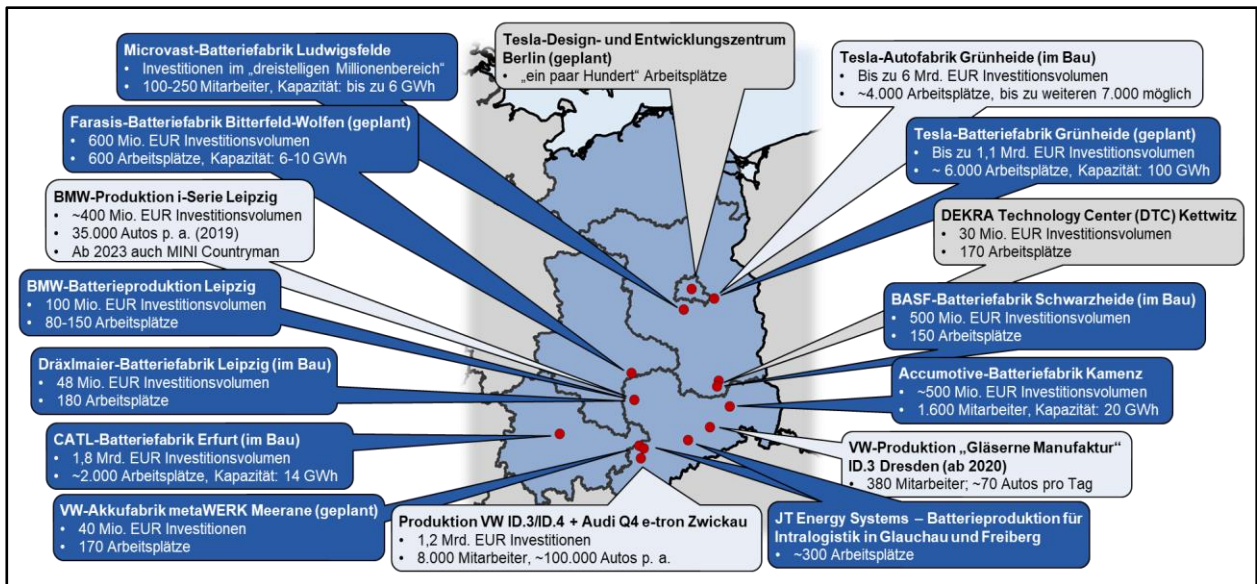 Microvast-Batteriefabrik Ludwigsfelde
• Investitionen im „dreistelligen Millionenbereich“
• 100-250 Mitarbeiter, Kapazität: bis zu 6 GWh
Farasis-Batteriefabrik Bitterfeld-Wolfen (geplant)
• 600 Mio. EUR Investitionsvolumen
• 600 Arbeitsplätze, Kapazität: 6-10 GWh
BMW-Produktion i-Serie Leipzig
• ~400 Mio. EUR Investitionsvolumen
• 35.000 Autos p. a. (2019)
• Ab 2023 auch MINI Countryman
BMW-Batterieproduktion Leipzig
• 100 Mio. EUR Investitionsvolumen
• 80-150 Arbeitsplätze
Dräxlmaier-Batteriefabrik Leipzig (im Bau)
• 48 Mio. EUR Investitionsvolumen
• 180 Arbeitsplätze
CATL-Batteriefabrik Erfurt (im Bau)
• 1,8 Mrd. EUR Investitionsvolumen
• ~2.000 Arbeitsplätze, Kapazität: 14 GWh
VW-Akkufabrik metaWERK Meerane (geplant)
• 40 Mio. EUR Investitionen
• 170 Arbeitsplätze
Tesla-Design- und Entwicklungszentrum
Berlin (geplant)
• „ein paar Hundert“ Arbeitsplätze
Tesla-Autofabrik Grünheide (im Bau)
• Bis zu 6 Mrd. EUR Investitionsvolumen
• ~4.000 Arbeitsplätze, bis zu weiteren 7.000 möglich
Tesla-Batteriefabrik Grünheide (geplant)
• Bis zu 1,1 Mrd. EUR Investitionsvolumen
• ~ 6.000 Arbeitsplätze, Kapazität: 100 GWh
DEKRA Technology Center (DTC) Kettwitz
• 30 Mio. EUR Investitionsvolumen
• 170 Arbeitsplätze
BASF-Batteriefabrik Schwarzheide (im Bau)
• 500 Mio. EUR Investitionsvolumen
• 150 Arbeitsplätze
Accumotive-Batteriefabrik Kamenz
• ~500 Mio. EUR Investitionsvolumen
• 1.600 Mitarbeiter, Kapazität: 20 GWh
VW-Produktion „Gläserne Manufaktur“
ID.3 Dresden (ab 2020)
• 380 Mitarbeiter; ~70 Autos pro Tag
Produktion VW ID.3/ID.4 + Audi Q4 e-tron Zwickau
• 1,2 Mrd. EUR Investitionen
• 8.000 Mitarbeiter, ~100.000 Autos p. a.
JT Energy Systems – Batterieproduktion für
Intralogistik in Glauchau und Freiberg
• ~300 Arbeitsplätze